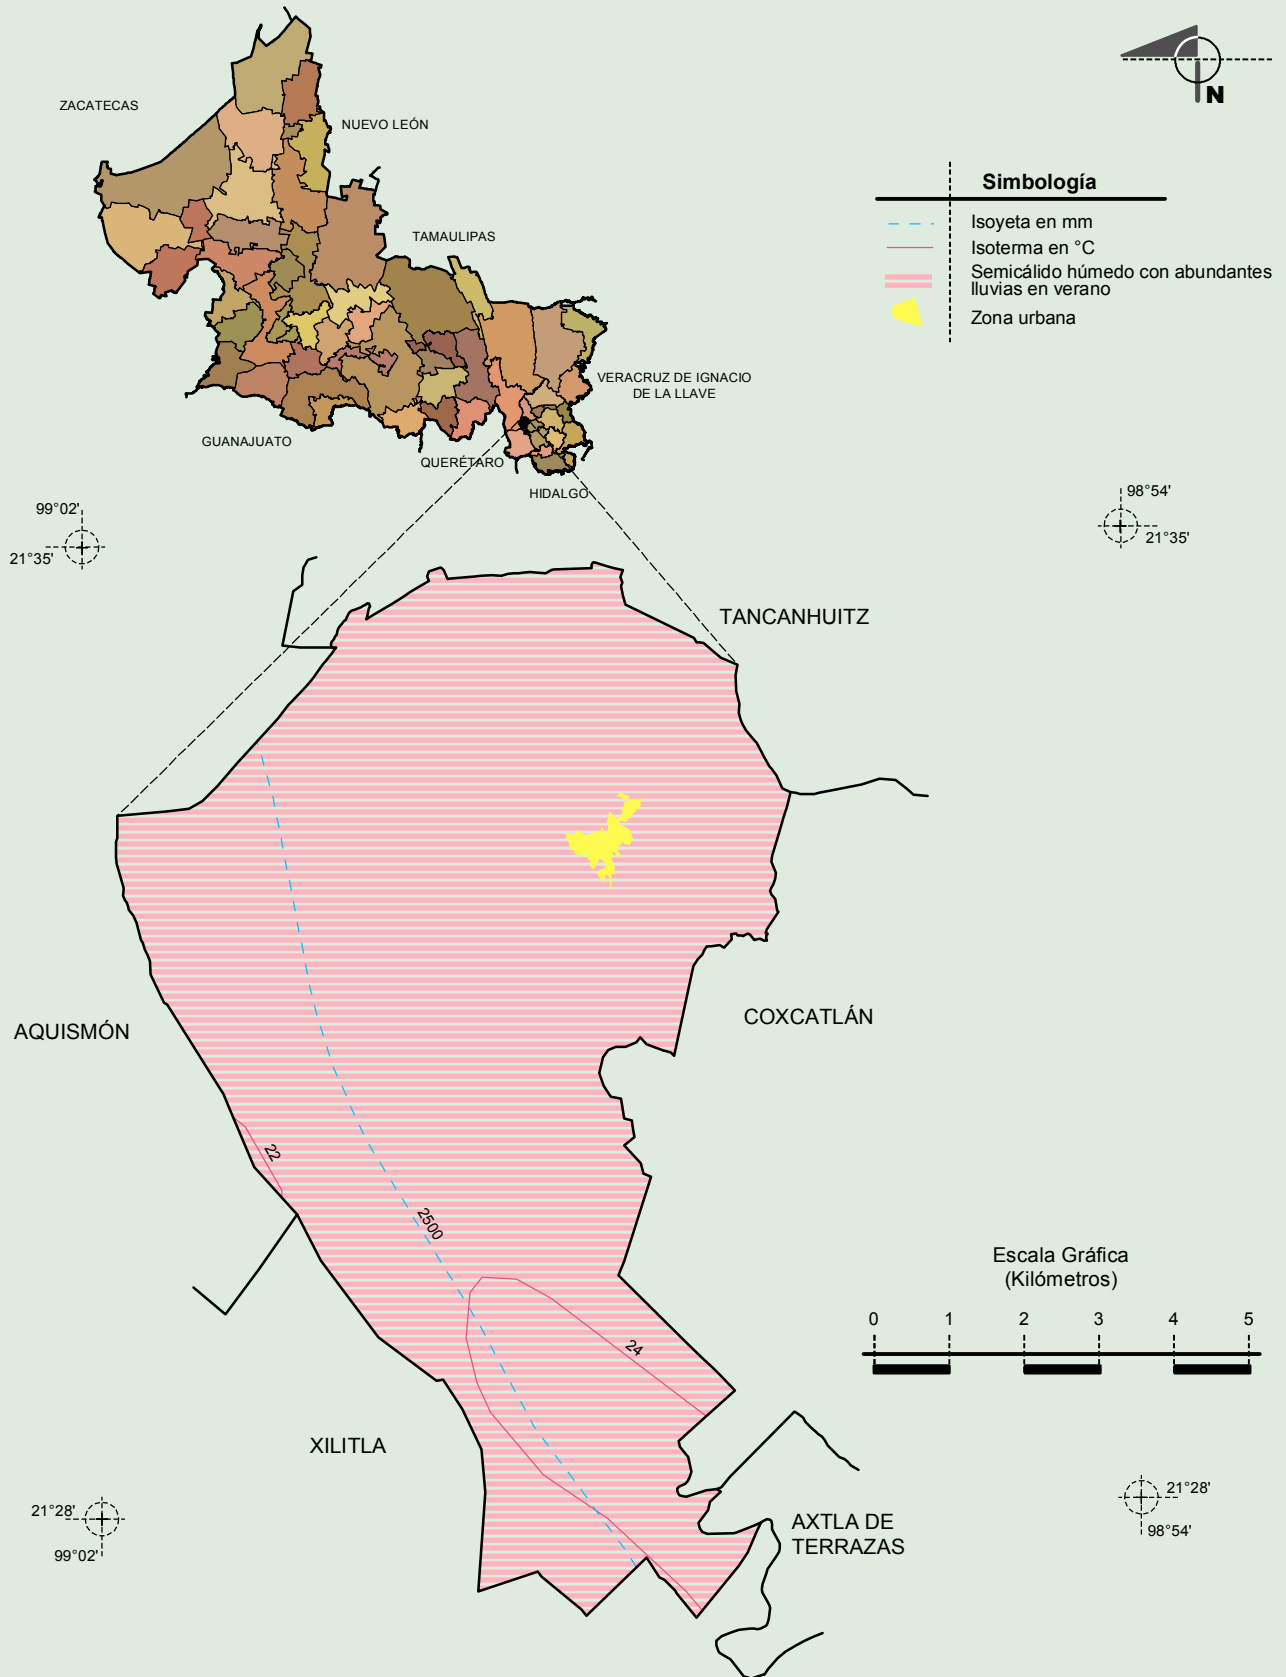 ZACATECAS
NUEVO LEÓN
TAMAULIPAS
VERACRUZ DE IGNACIO
DE LA LLAVE
GUANAJUATO
QUERÉTARO
HIDALGO
N
Simbología
Isoyeta en mm
Isoterma en °C
Semicálido húmedo con abundantes
lluvias en verano
Zona urbana
99°02'
21°35'
98°54'
21°35'
TANCANHUITZ
AQUISMÓN
COXCATLÁN
22
2500
24
Escala Gráfica
(Kilómetros)
0 1 2 3 4 5
XILITLA
AXTLA DE
TERRAZAS
21°28'
99°02'
21°28'
98°54'